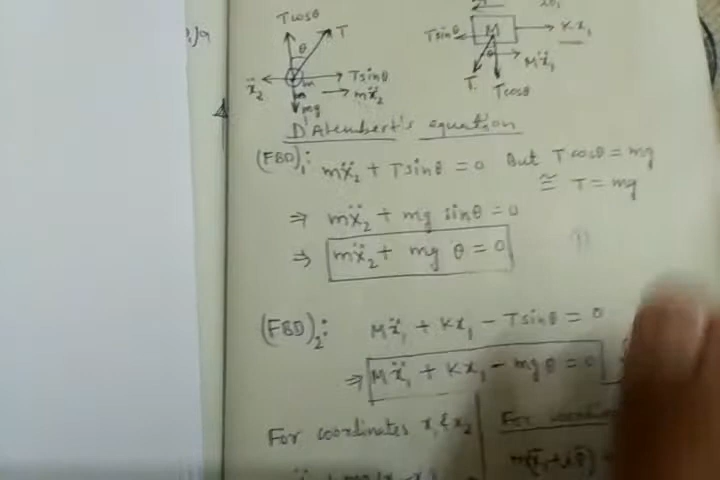 Tcosθ
T
θ
ẍ₂
m
Tsinθ
mẍ₂
mg
Tsinθ
M
Kx₁
Mẍ₁
θ
T
Tcosθ
D'Alembert's equation
(FBD)₁: mẍ₂ + Tsinθ = 0 But Tcosθ = mg
≅ T = mg
⇒ mẍ₂ + mg sinθ = 0
⇒ mẍ₂ + mg θ = 0
(FBD)₂: Mẍ₁ + Kx₁ - Tsinθ = 0
⇒ Mẍ₁ + Kx₁ - mgθ = 0
For coordinates x₁ & x₂
For